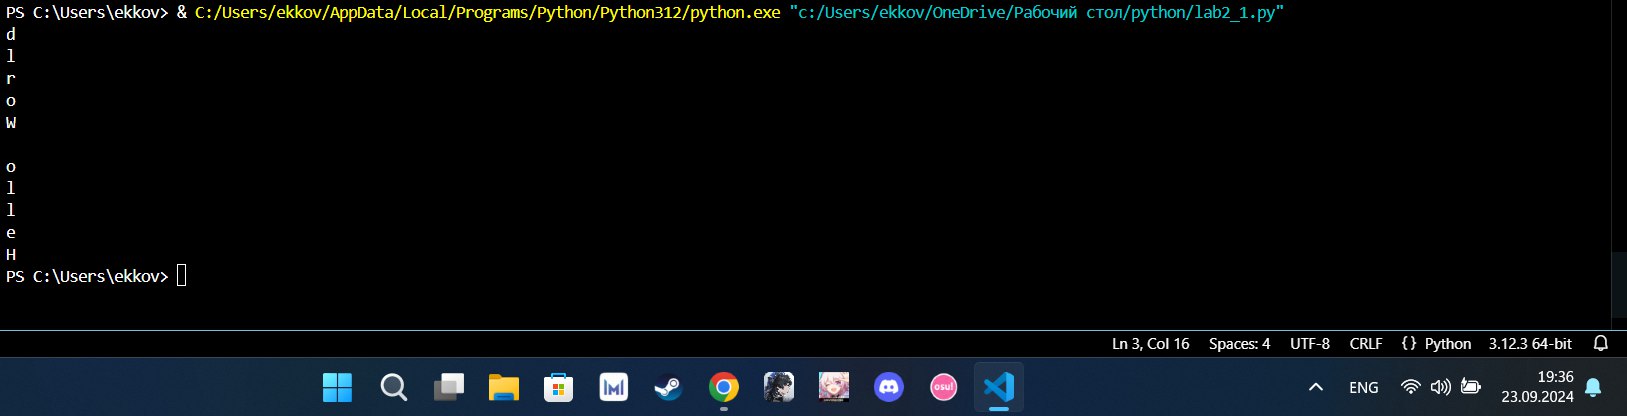 PS C:\Users\ekkov> & C:/Users/ekkov/AppData/Local/Programs/Python/Python312/python.exe "c:/Users/ekkov/OneDrive/Рабочий стол/python/lab2_1.py"
d
l
r
o
W

o
l
l
e
H
PS C:\Users\ekkov>
Ln 3, Col 16 Spaces: 4 UTF-8 CRLF {} Python 3.12.3 64-bit
osu!
ENG
19:36
23.09.2024